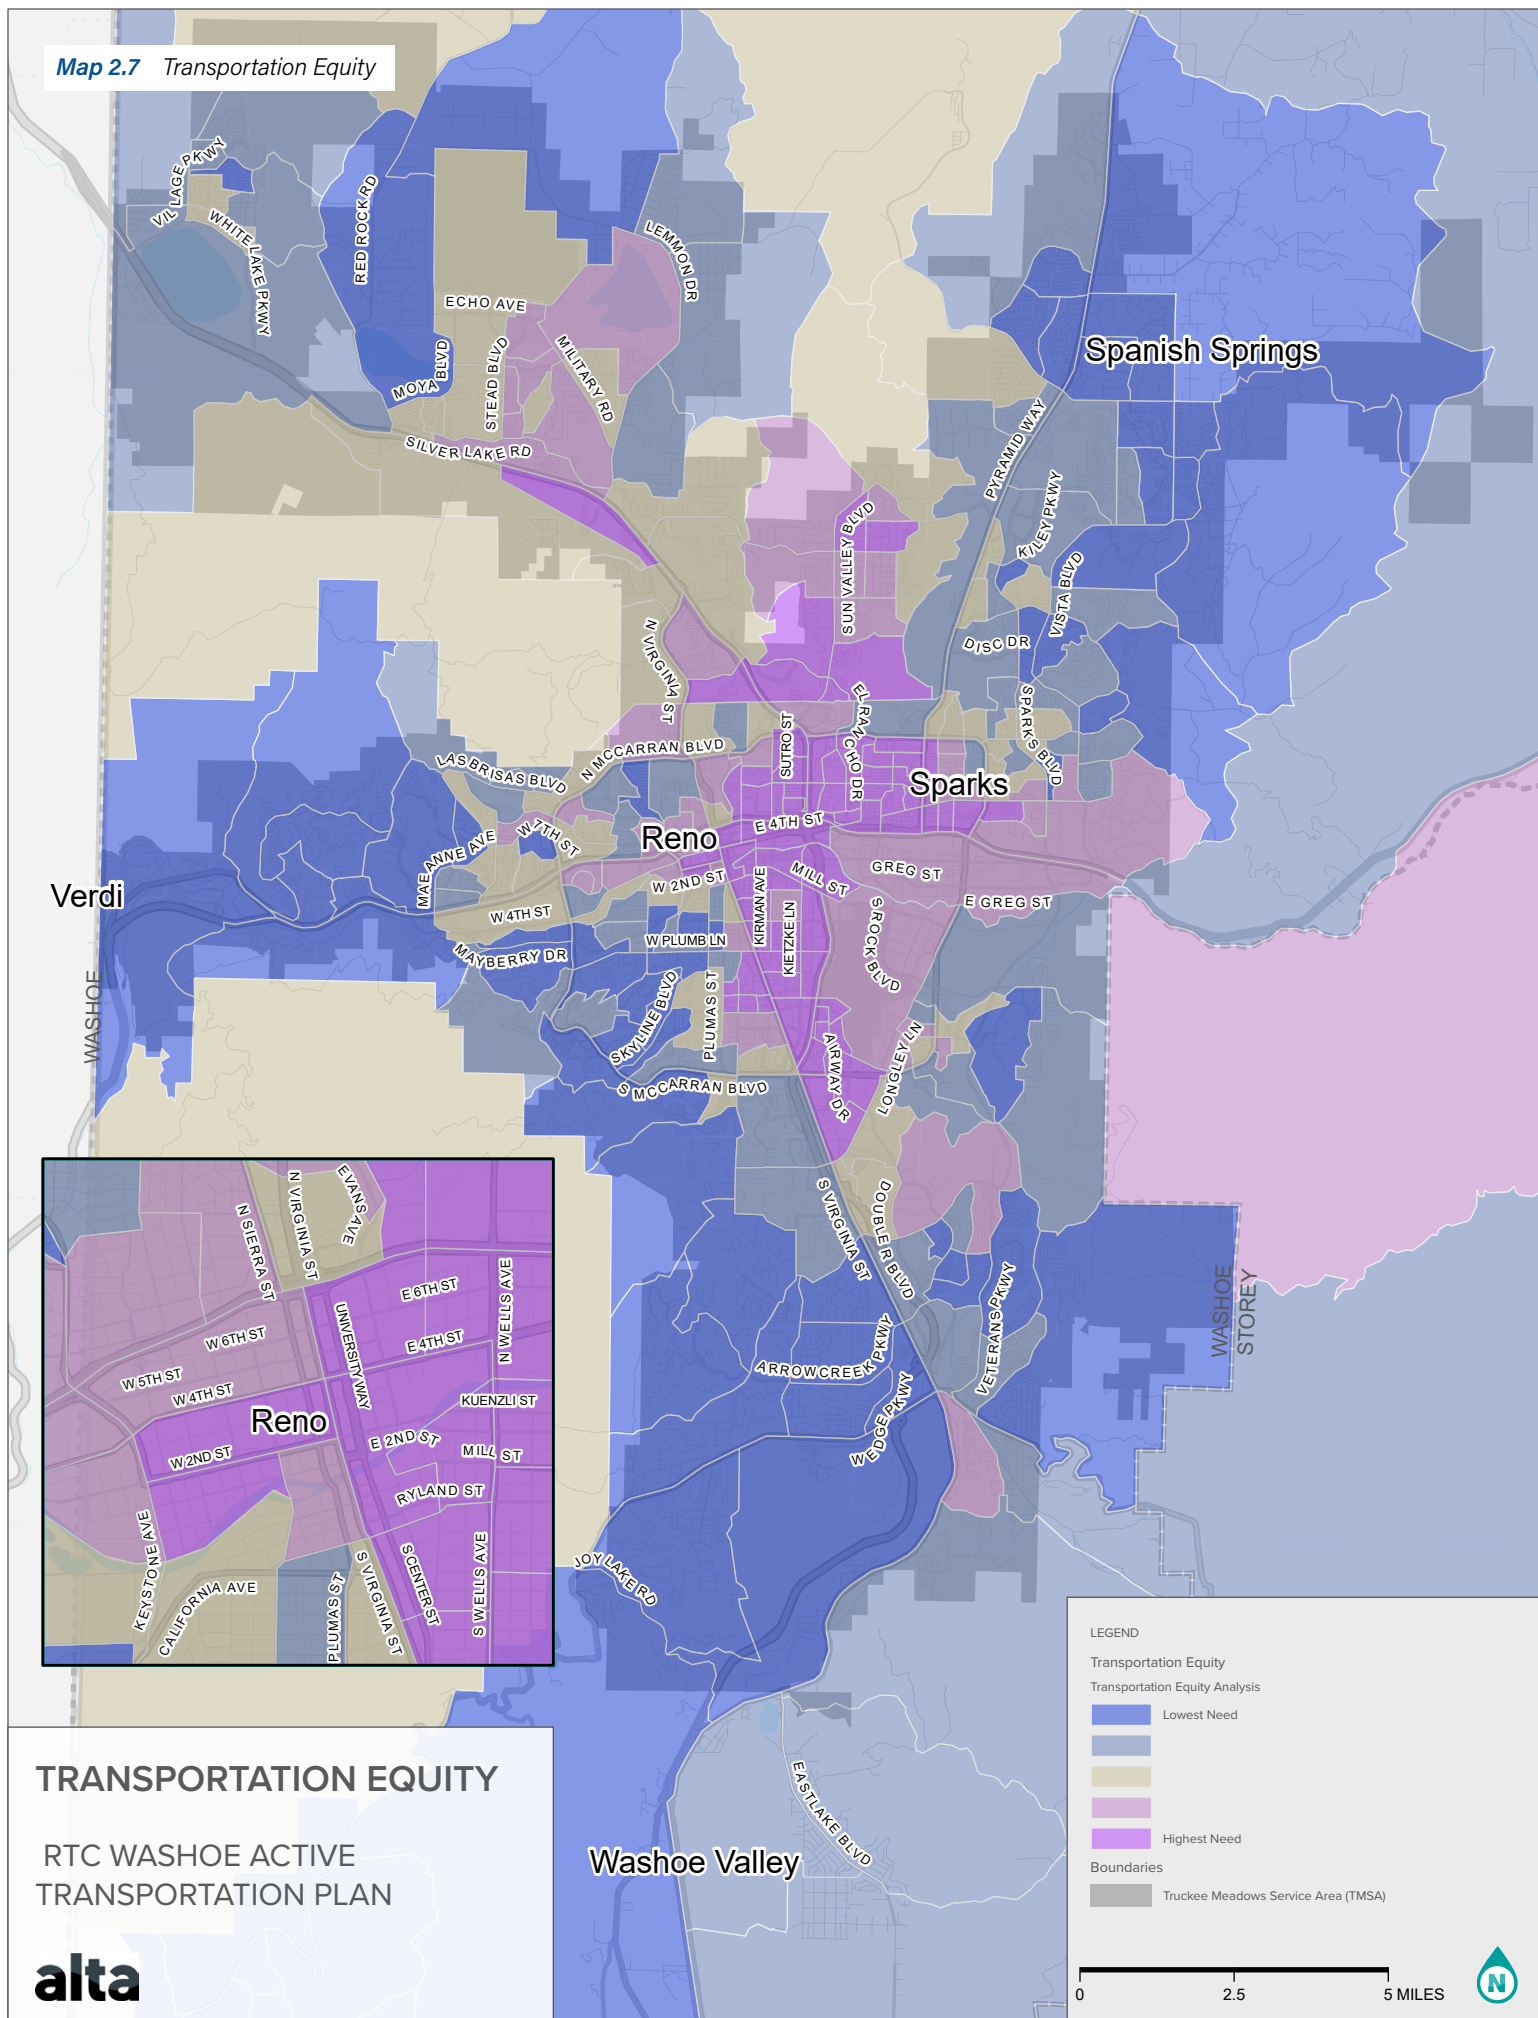 Map 2.7 Transportation Equity
VILLAGE PKWY
WHITE LAKE PKWY
RED ROCK RD
LEMMON DR
ECHO AVE
MOYA BLVD
STEAD BLVD
MILITARY RD
SILVER LAKE RD
Spanish Springs
PYRAMID WAY
KILEY PKWY
VISTA BLVD
SUN VALLEY BLVD
DISC DR
N VIRGINIA ST
SPARKS BLVD
EL RANCHO DR
SUTRO ST
N MCCARRAN BLVD
LAS BRISAS BLVD
Sparks
E 4TH ST
Reno
W 7TH ST
MAE ANNE AVE
Verdi
GREG ST
MILL ST
W 2ND ST
KIRMAN AVE
KIETZKE LN
E GREG ST
W 4TH ST
S ROCK BLVD
W PLUMB LN
MAYBERRY DR
SKYLINE BLVD
PLUMAS ST
WASHOE
S MCCARRAN BLVD
AIRWAY DR
LONGLEY LN
S VIRGINIA ST
DOUBLE R BLVD
VETERANS PKWY
ARROWCREEK PKWY
WEDGE PKWY
WASHOE
STOREY
JOY LAKE RD
EASTLAKE BLVD
Washoe Valley
N SIERRA ST
N VIRGINIA ST
EVANS AVE
E 6TH ST
N WELLS AVE
UNIVERSITY WAY
W 6TH ST
E 4TH ST
W 5TH ST
W 4TH ST
KUENZLI ST
Reno
E 2ND ST
MILL ST
W 2ND ST
RYLAND ST
KEYSTONE AVE
CALIFORNIA AVE
PLUMAS ST
S VIRGINIA ST
S CENTER ST
S WELLS AVE
TRANSPORTATION EQUITY
RTC WASHOE ACTIVE
TRANSPORTATION PLAN
alta
LEGEND
Transportation Equity
Transportation Equity Analysis
Lowest Need
Highest Need
Boundaries
Truckee Meadows Service Area (TMSA)
0 2.5 5 MILES
N